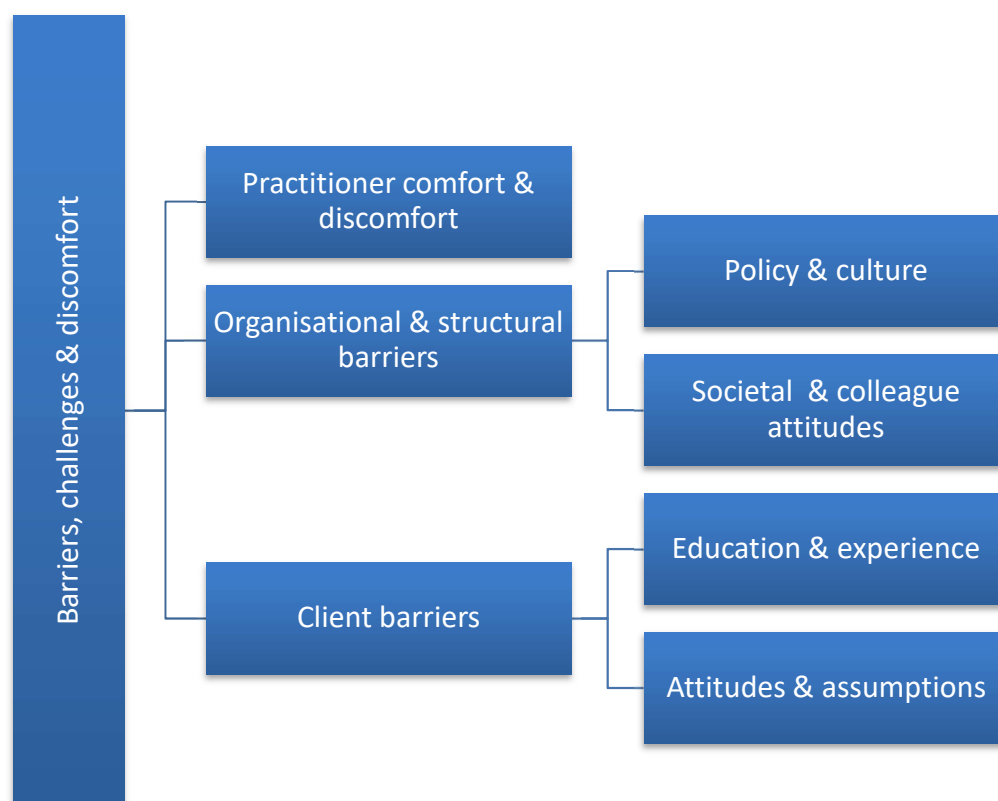 Barriers, challenges & discomfort
Practitioner comfort &
discomfort
Organisational & structural
barriers
Policy & culture
Societal  & colleague
attitudes
Client barriers
Education & experience
Attitudes & assumptions